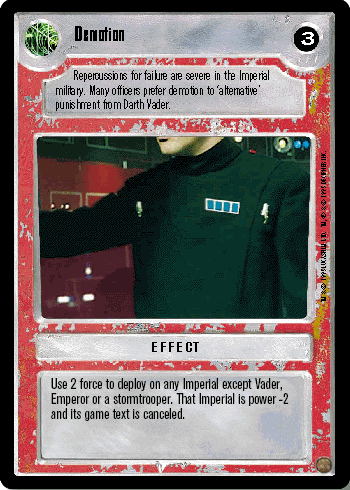 Demotion
3
Repercussions for failure are severe in the Imperial
military. Many officers prefer demotion to 'alternative'
punishment from Darth Vader.
EFFECT
Use 2 force to deploy on any Imperial except Vader,
Emperor or a stormtrooper. That Imperial is power -2
and its game text is canceled.